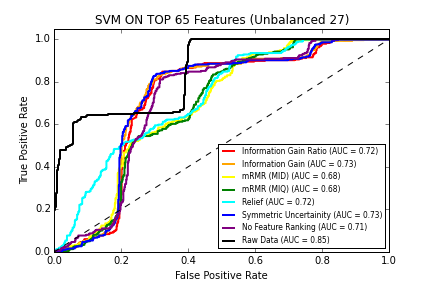 SVM ON TOP 65 Features (Unbalanced 27)
1.0
0.8
0.6
0.4
0.2
0.0
True Positive Rate
Information Gain Ratio (AUC = 0.72)
Information Gain (AUC = 0.73)
mRMR (MID) (AUC = 0.68)
mRMR (MIQ) (AUC = 0.68)
Relief (AUC = 0.72)
Symmetric Uncertainity (AUC = 0.73)
No Feature Ranking (AUC = 0.71)
Raw Data (AUC = 0.85)
0.0 0.2 0.4 0.6 0.8 1.0
False Positive Rate